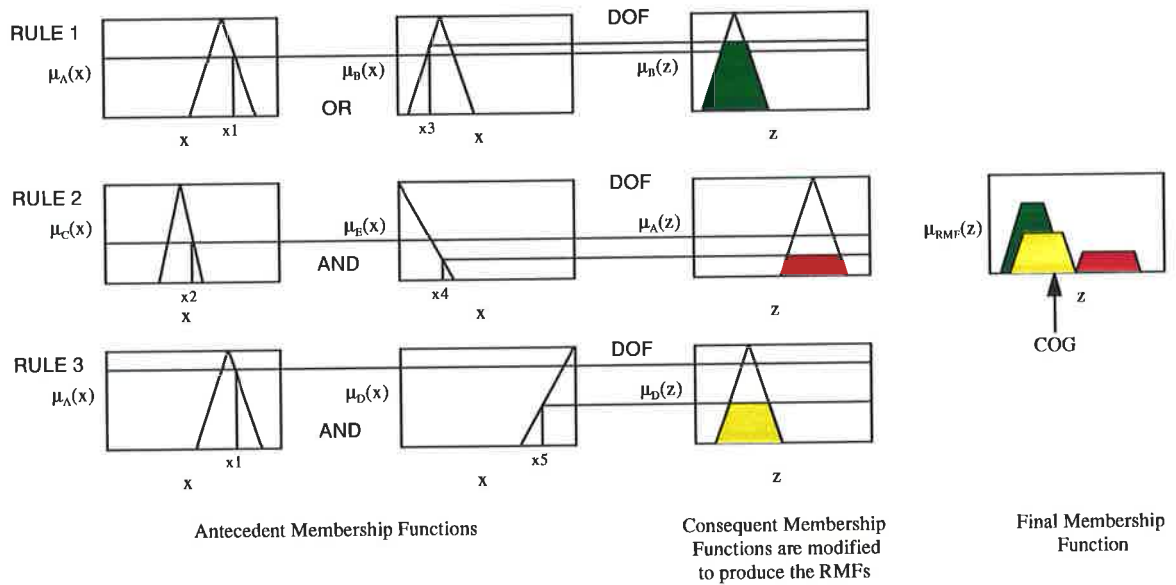 RULE 1
μA(x)
x
x1
OR
μB(x)
x3
x
DOF
μB(z)
z
RULE 2
μC(x)
x2
x
AND
μE(x)
x4
x
DOF
μA(z)
z
μRMF(z)
z
COG
RULE 3
μA(x)
x1
x
AND
μD(x)
x5
x
DOF
μD(z)
z
Antecedent Membership Functions
Consequent Membership
Functions are modified
to produce the RMFs
Final Membership
Function